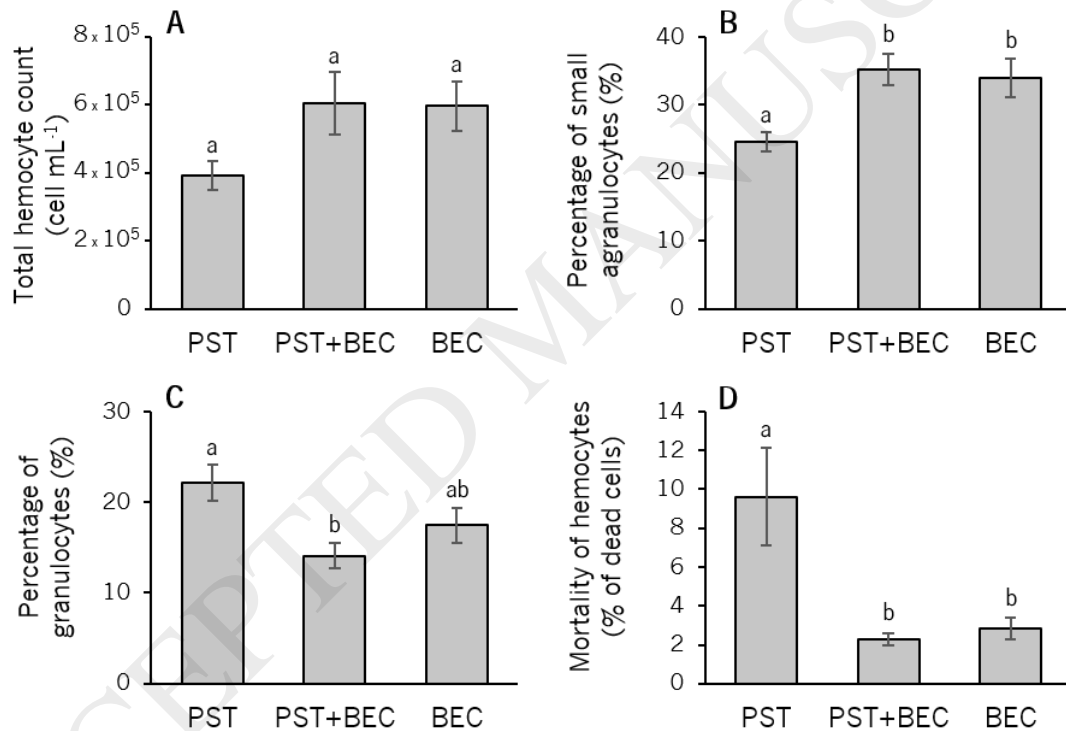 A
Total hemocyte count
(cell mL-1)
8 x 10⁵
6 x 10⁵
4 x 10⁵
2 x 10⁵
0
a
a
a
PST
PST+BEC
BEC
B
Percentage of small
agranulocytes (%)
40
30
20
10
0
a
b
b
PST
PST+BEC
BEC
C
Percentage of
granulocytes (%)
30
20
10
0
a
b
ab
PST
PST+BEC
BEC
D
Mortality of hemocytes
(% of dead cells)
14
12
10
8
6
4
2
0
a
b
b
PST
PST+BEC
BEC
CEPTED MANUSC